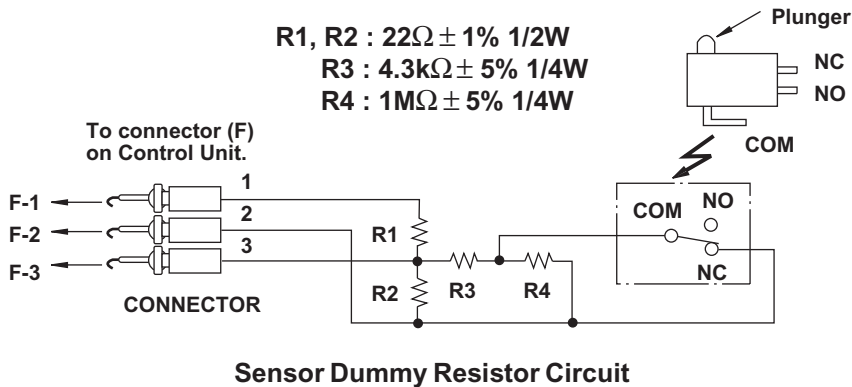 R1, R2 : 22Ω ± 1% 1/2W
R3 : 4.3kΩ ± 5% 1/4W
R4 : 1MΩ ± 5% 1/4W
Plunger
NC
NO
COM
To connector (F)
on Control Unit.
F-1
F-2
F-3
1
2
3
CONNECTOR
R1
R2
R3
R4
COM
NO
NC
Sensor Dummy Resistor Circuit